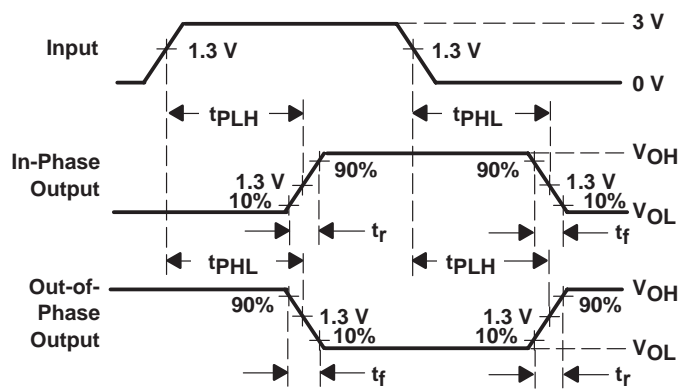 3 V
Input
1.3 V
1.3 V
0 V
tPLH
tPHL
VOH
In-Phase
Output
90%
90%
1.3 V
1.3 V
10%
10%
VOL
tr
tf
tPHL
tPLH
Out-of-
Phase
Output
VOH
90%
90%
1.3 V
1.3 V
10%
10%
VOL
tf
tr